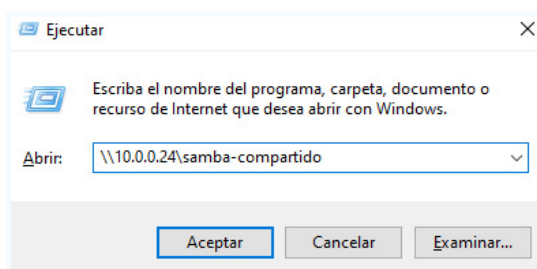 Ejecutar
Escriba el nombre del programa, carpeta, documento o
recurso de Internet que desea abrir con Windows.
Abrir: \\10.0.0.24\samba-compartido
Aceptar Cancelar Examinar...